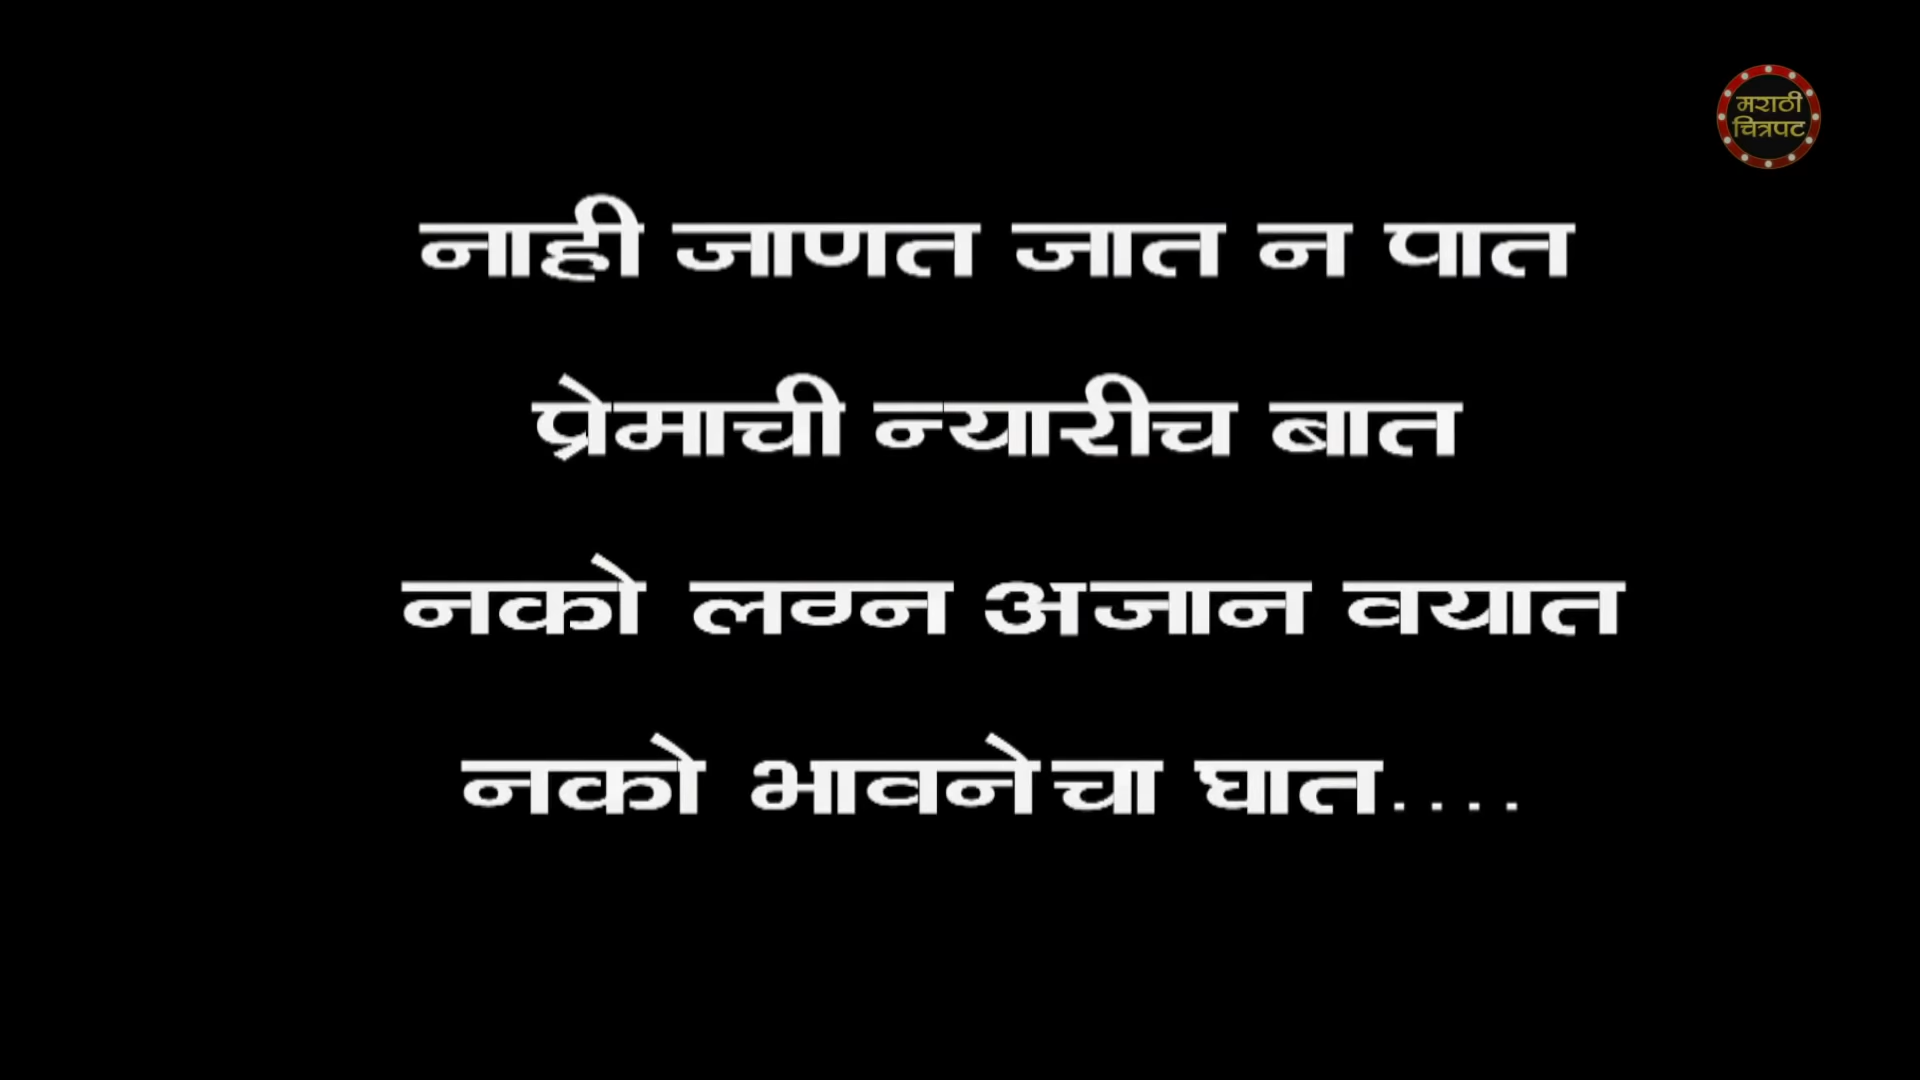 मराठी
चित्रपट
नाही जाणत जात न पात
प्रेमाची न्यारीच बात
नको लग्न अजान वयात
नको भावनेचा घात....